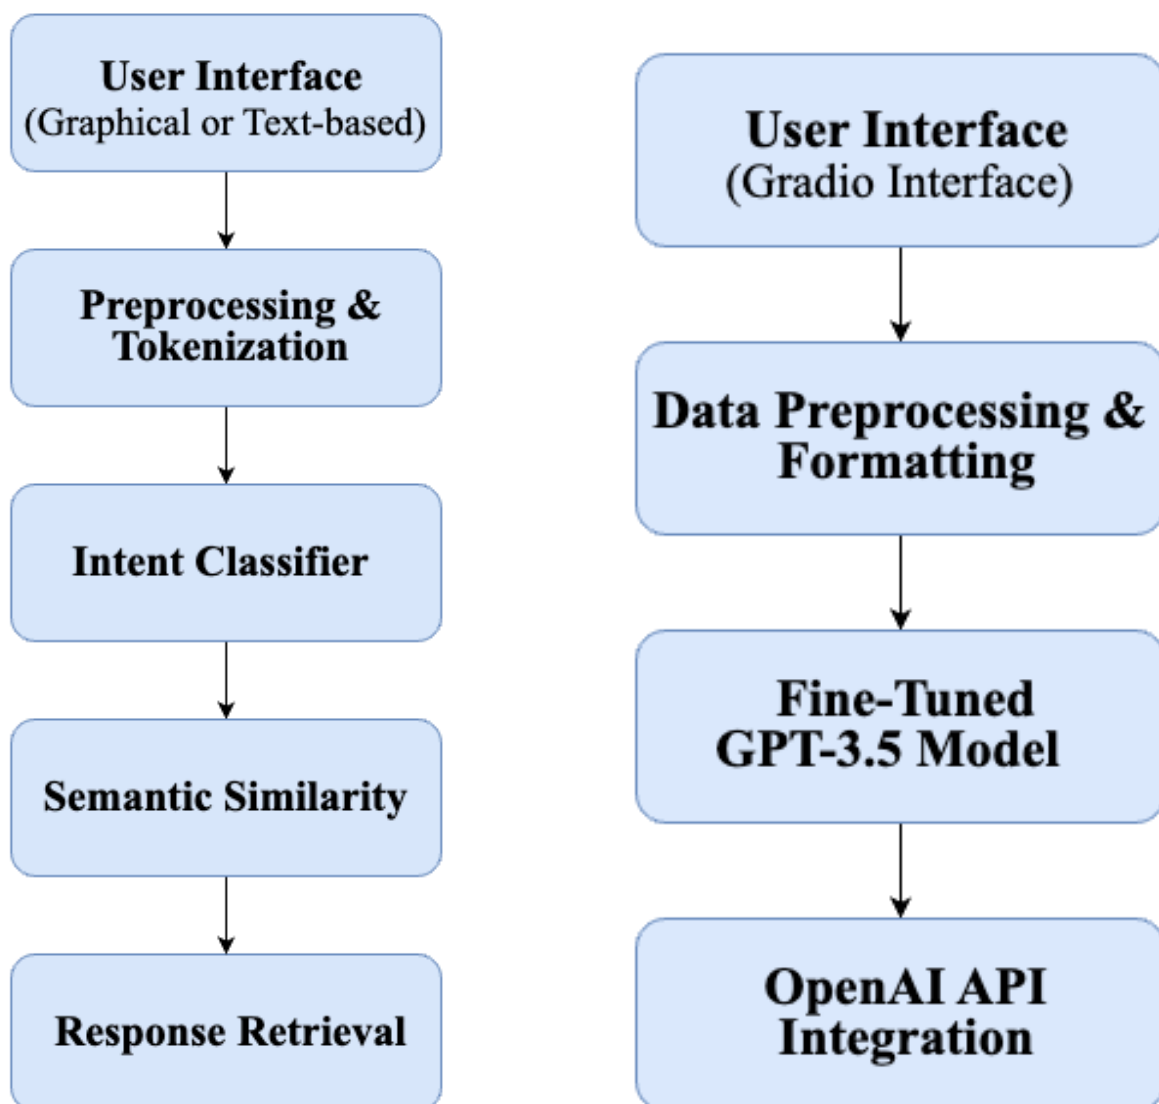 User Interface
(Graphical or Text-based)
Preprocessing &
Tokenization
Intent Classifier
Semantic Similarity
Response Retrieval
User Interface
(Gradio Interface)
Data Preprocessing &
Formatting
Fine-Tuned
GPT-3.5 Model
OpenAI API
Integration